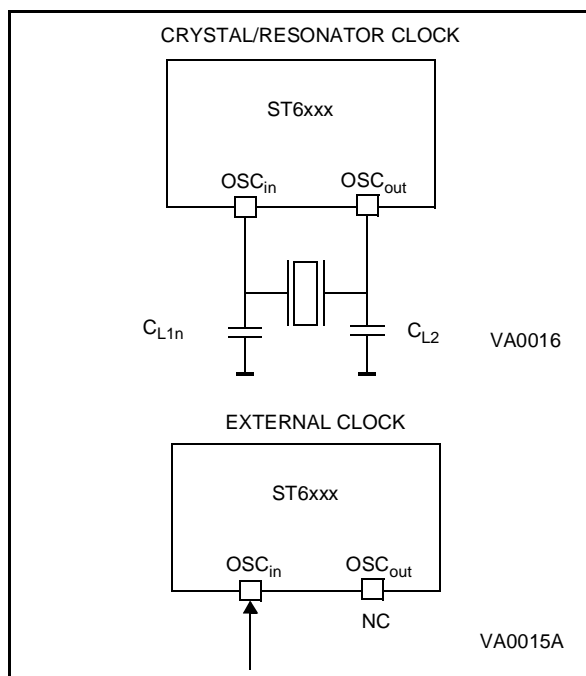 CRYSTAL/RESONATOR CLOCK
ST6xxx
OSCin OSCout
CL1n CL2 VA0016
EXTERNAL CLOCK
ST6xxx
OSCin OSCout
NC
VA0015A